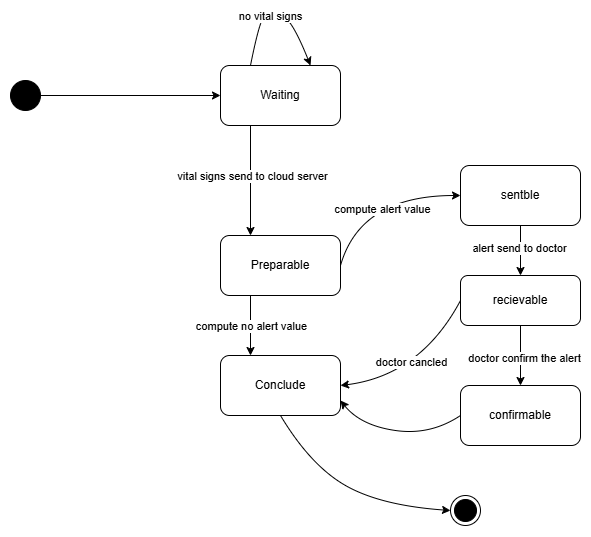 no vital signs
Waiting
vital signs send to cloud server
sentble
compute alert value
alert send to doctor
Preparable
recievable
compute no alert value
doctor cancled
doctor confirm the alert
Conclude
confirmable